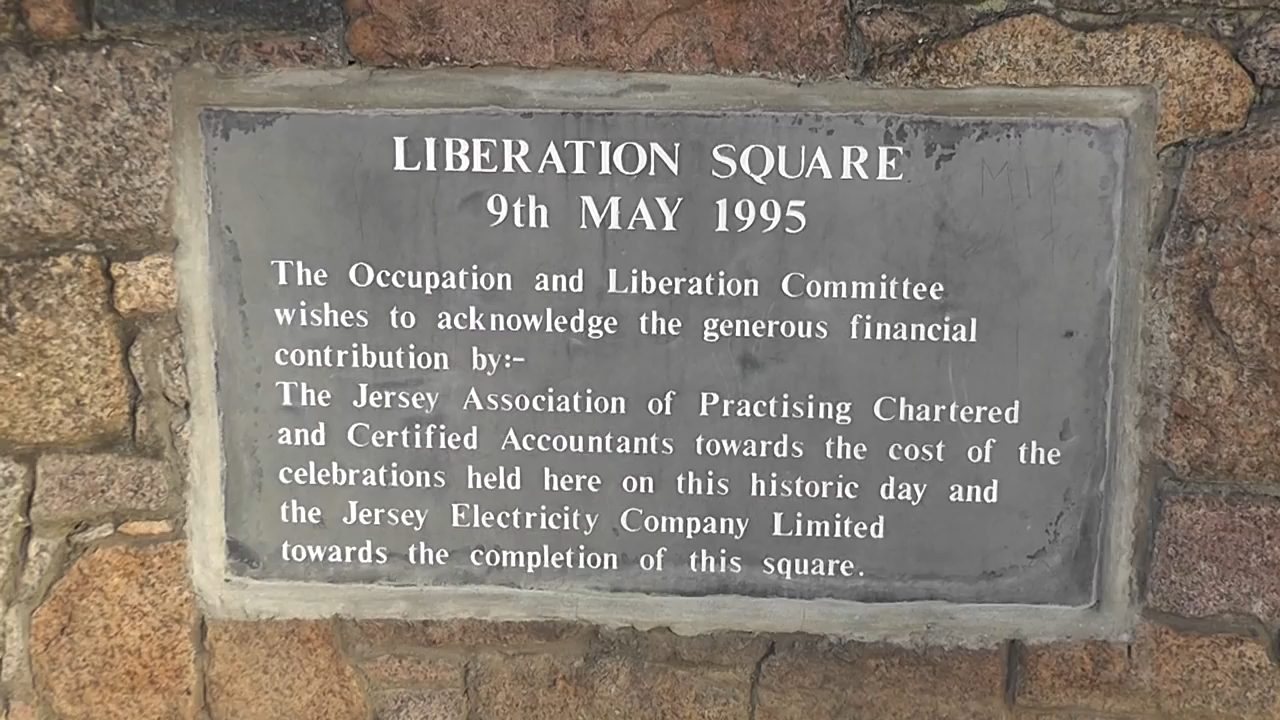 LIBERATION SQUARE
9th MAY 1995
The Occupation and Liberation Committee
wishes to acknowledge the generous financial
contribution by:-
The Jersey Association of Practising Chartered
and Certified Accountants towards the cost of the
celebrations held here on this historic day and
the Jersey Electricity Company Limited
towards the completion of this square.